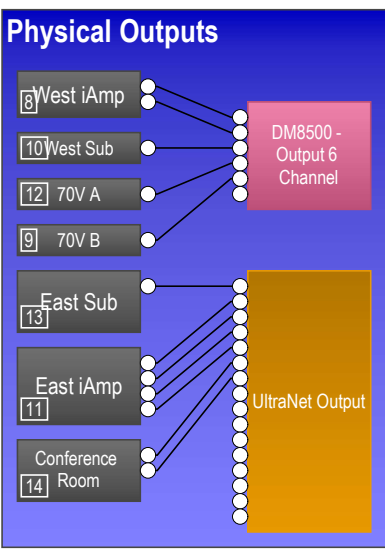 Physical Outputs
West iAmp
8
10
West Sub
12
70V A
9
70V B
East Sub
13
East iAmp
11
Conference
Room
14
DM8500 -
Output 6
Channel
UltraNet Output